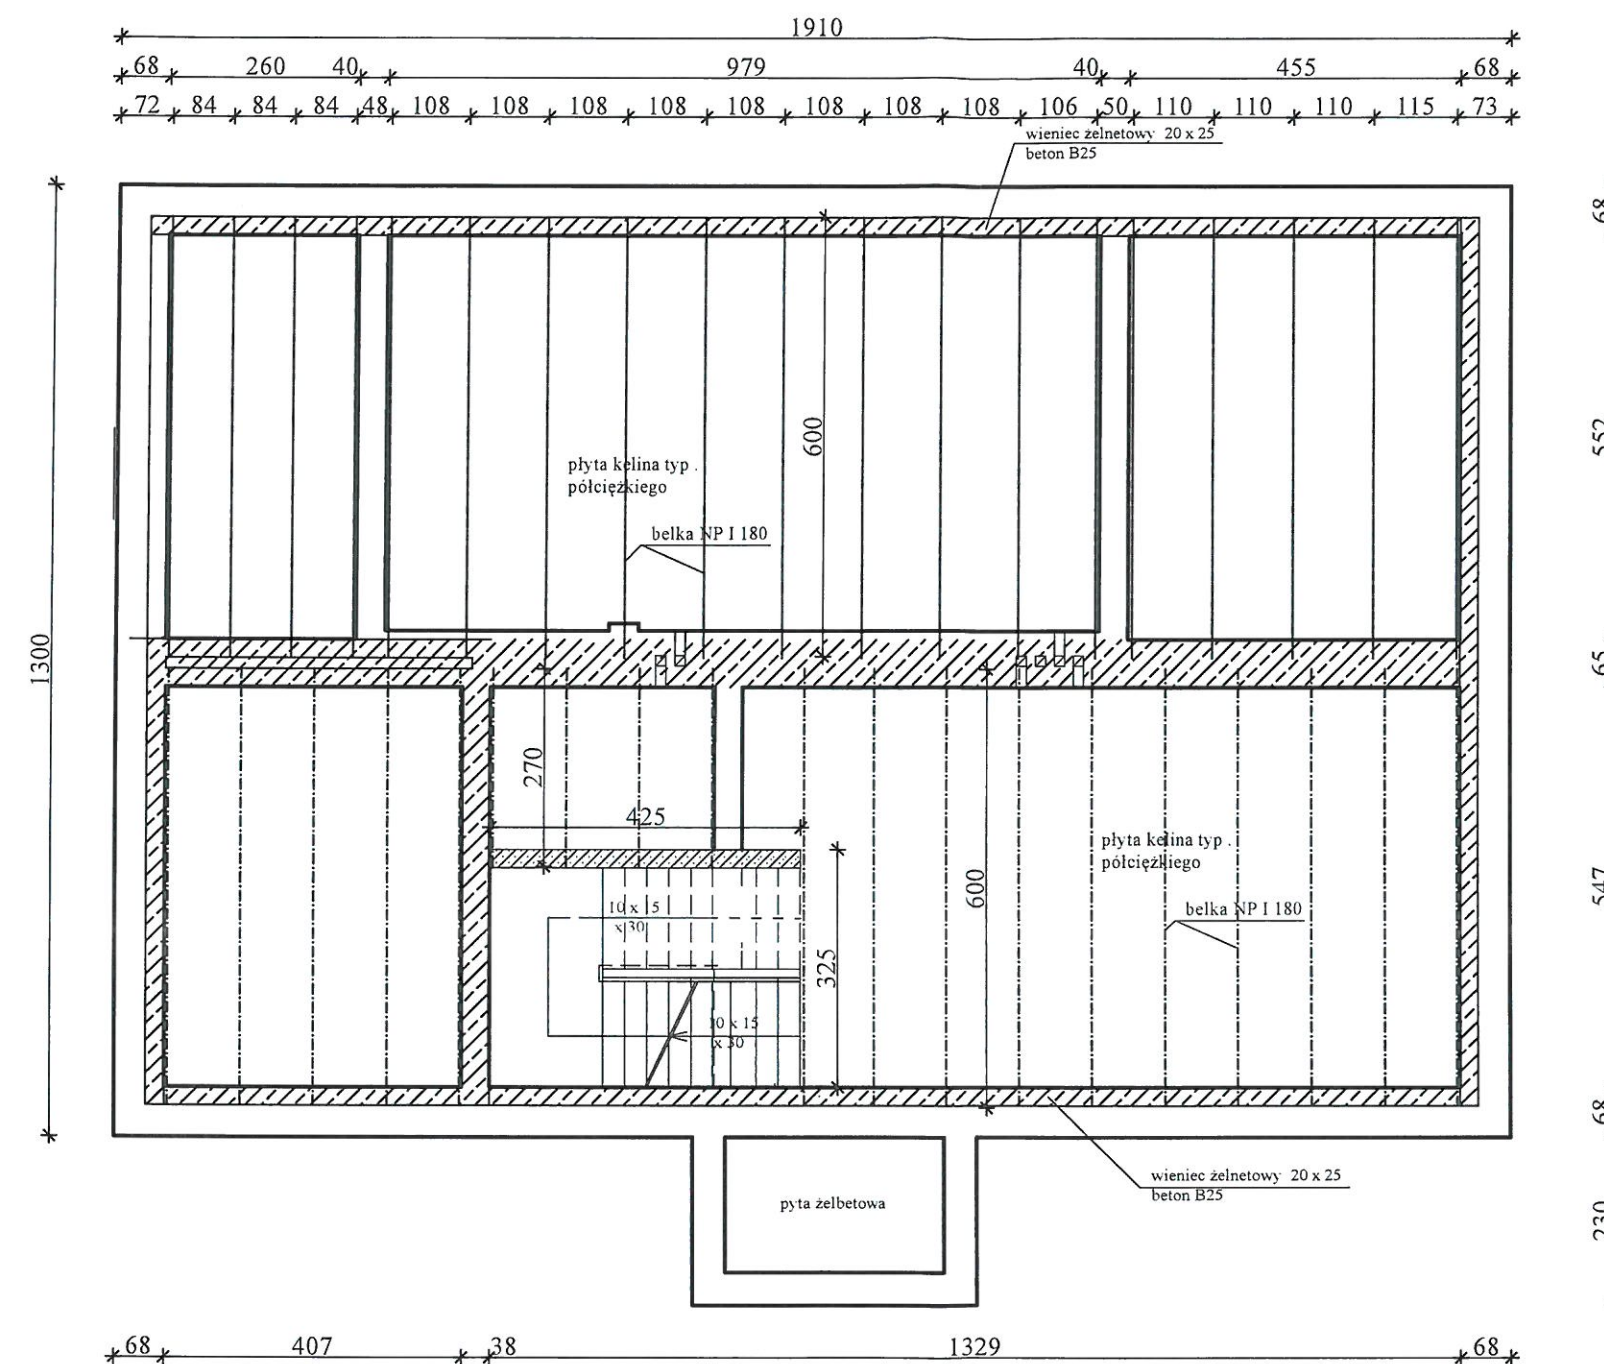 1910
68 260 40 979 40 455 68
72 84 84 84 48 108 108 108 108 108 108 108 108 106 50 110 110 110 115 73
wieniec żelnetowy 20 x 25
beton B25
68
1300
600
552
płyta kelina typ .
półciężkiego
belka NP I 180
65
270
425
płyta kelina typ .
półciężkiego
600
547
belka NP I 180
10 x 15
x 30
325
10 x 15
x 30
68
wieniec żelnetowy 20 x 25
beton B25
pyta żelbetowa
230
68 407 38 1329 68